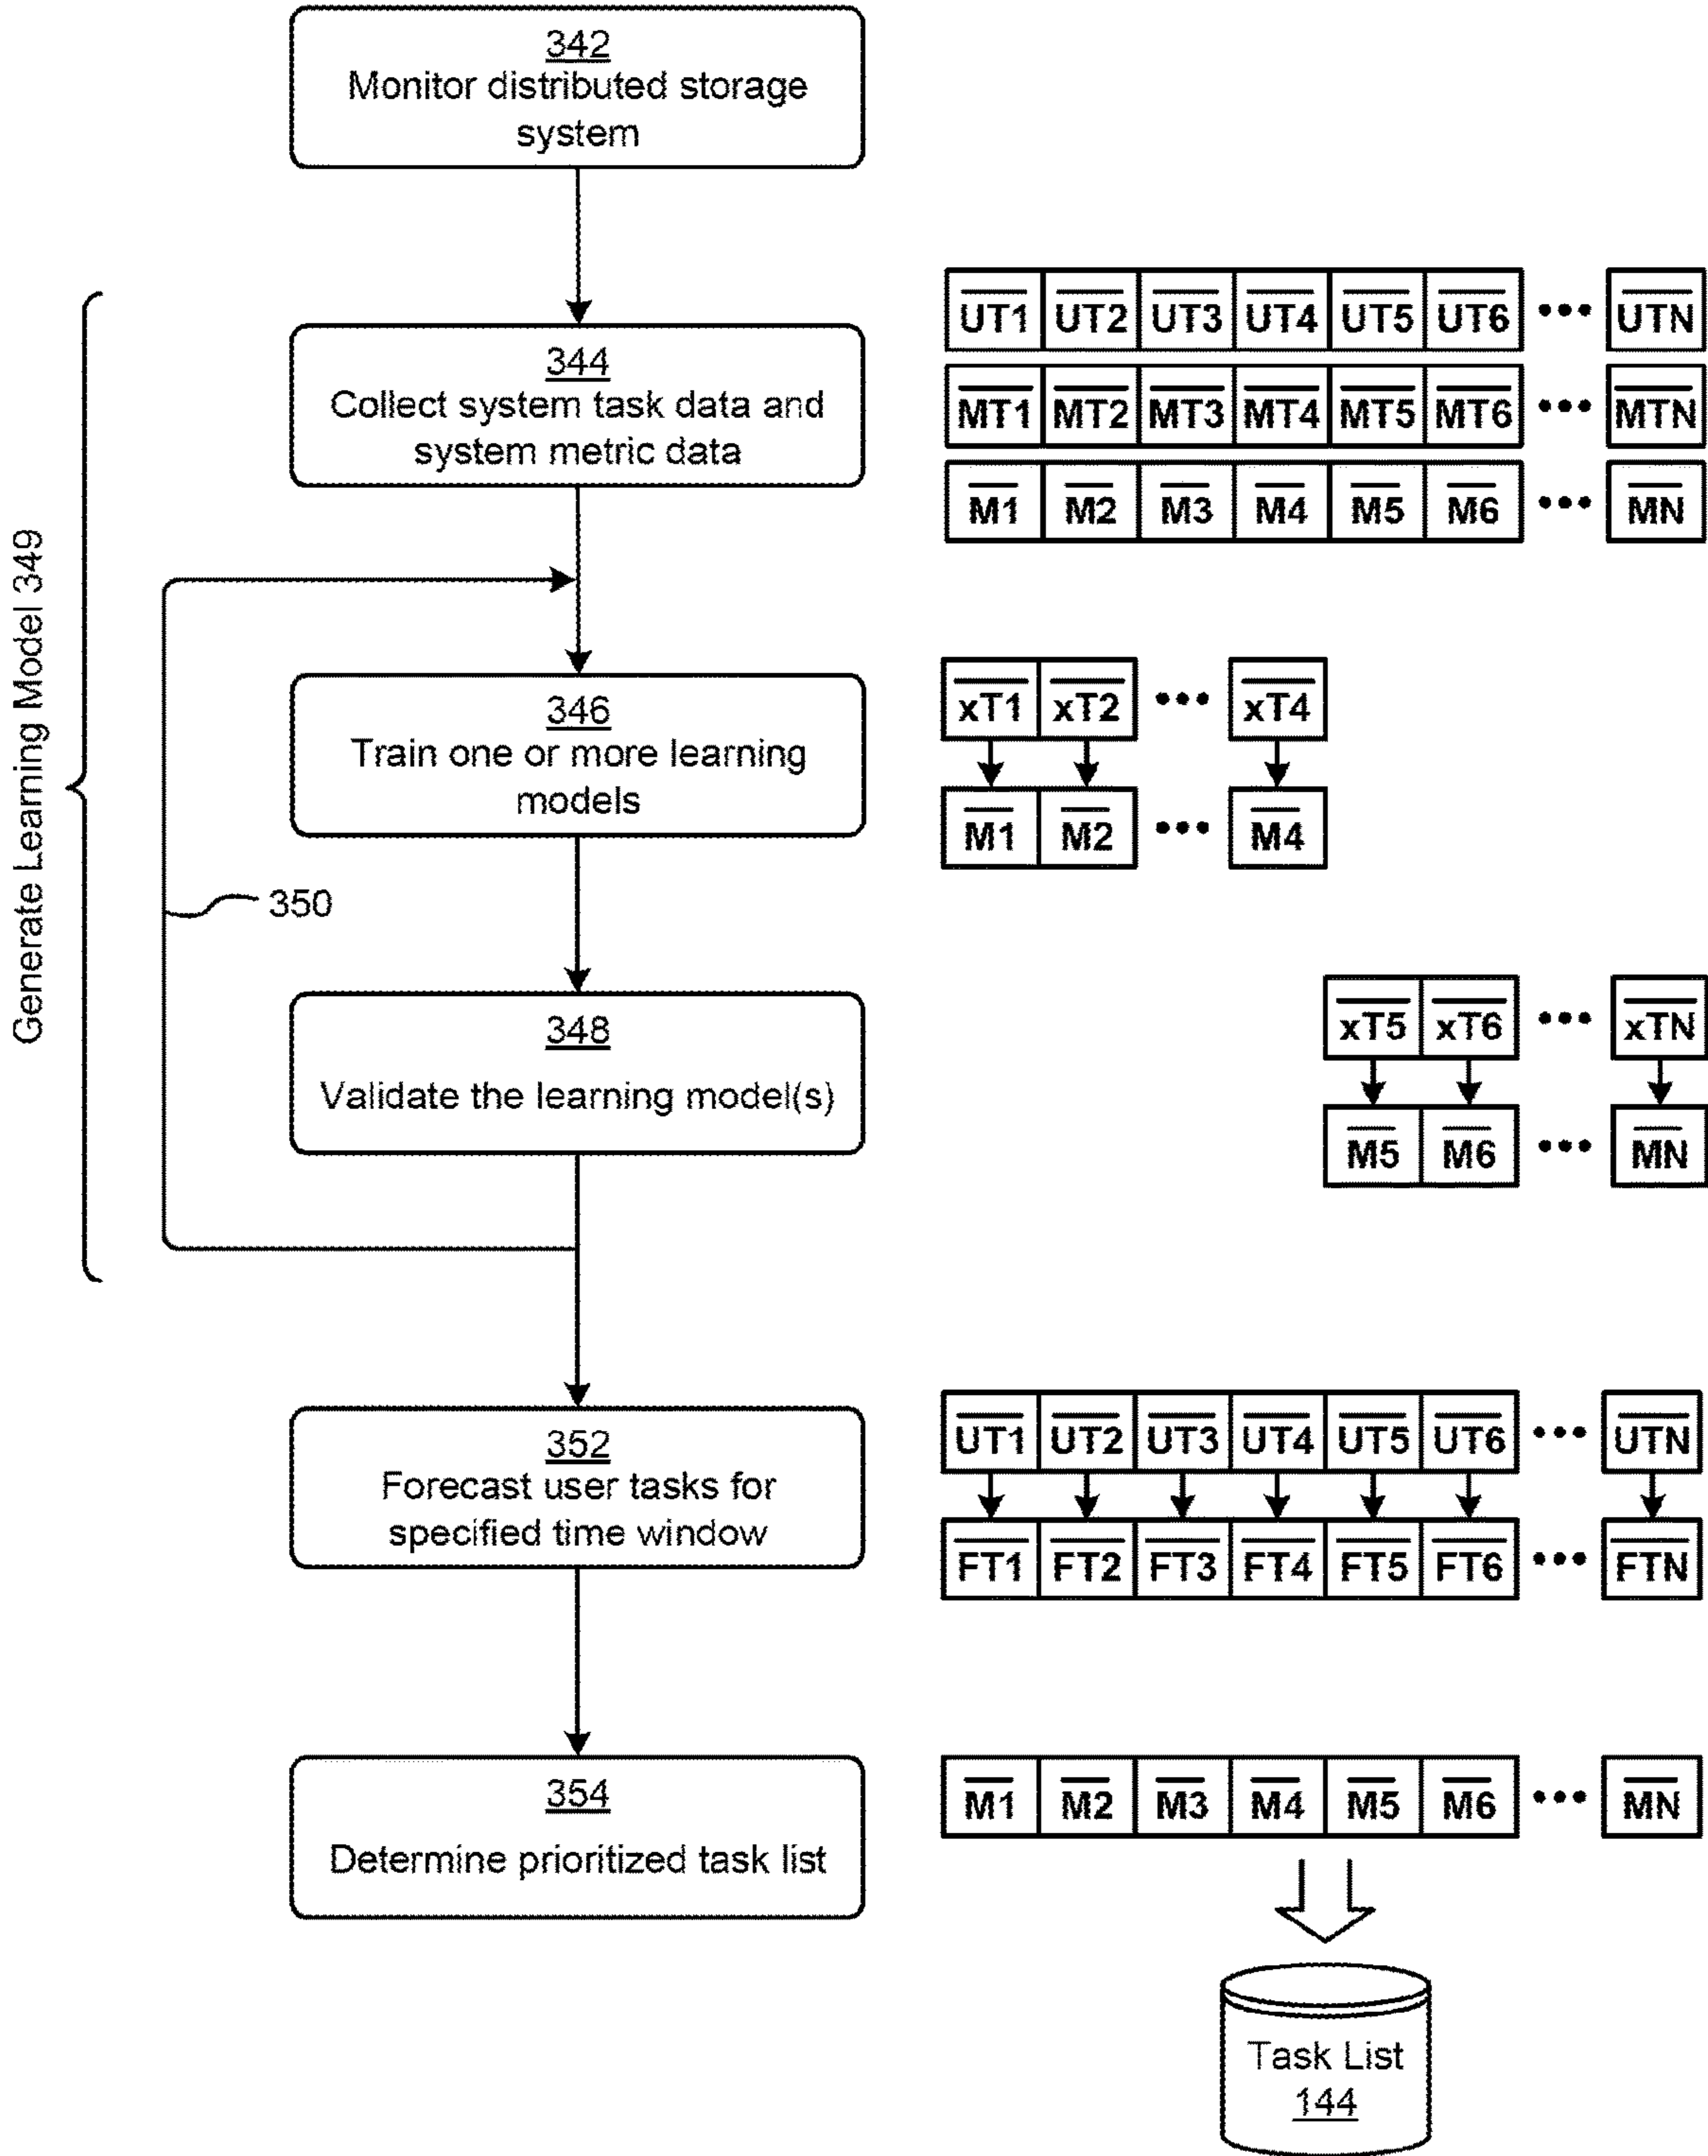 342
Monitor distributed storage
system
Generate Learning Model 349
344
Collect system task data and
system metric data
UT1 UT2 UT3 UT4 UT5 UT6 ••• UTN
MT1 MT2 MT3 MT4 MT5 MT6 ••• MTN
M1 M2 M3 M4 M5 M6 ••• MN
346
Train one or more learning
models
xT1 xT2 ••• xT4
M1 M2 ••• M4
350
348
Validate the learning model(s)
xT5 xT6 ••• xTN
M5 M6 ••• MN
352
Forecast user tasks for
specified time window
UT1 UT2 UT3 UT4 UT5 UT6 ••• UTN
FT1 FT2 FT3 FT4 FT5 FT6 ••• FTN
354
Determine prioritized task list
M1 M2 M3 M4 M5 M6 ••• MN
Task List
144